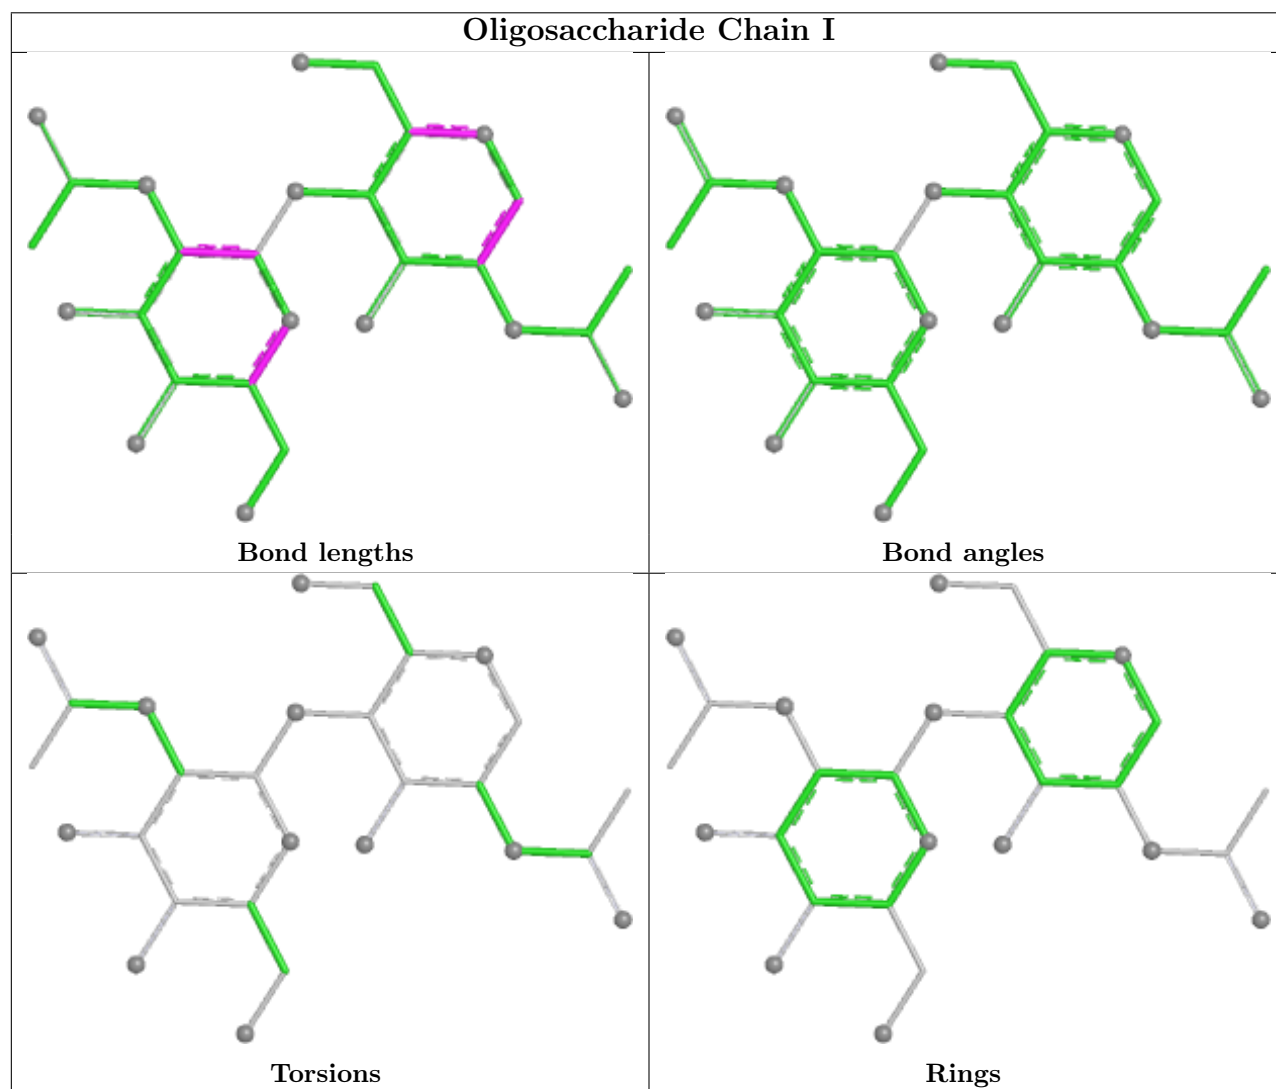 Oligosaccharide Chain I
Bond lengths
Bond angles
Torsions
Rings